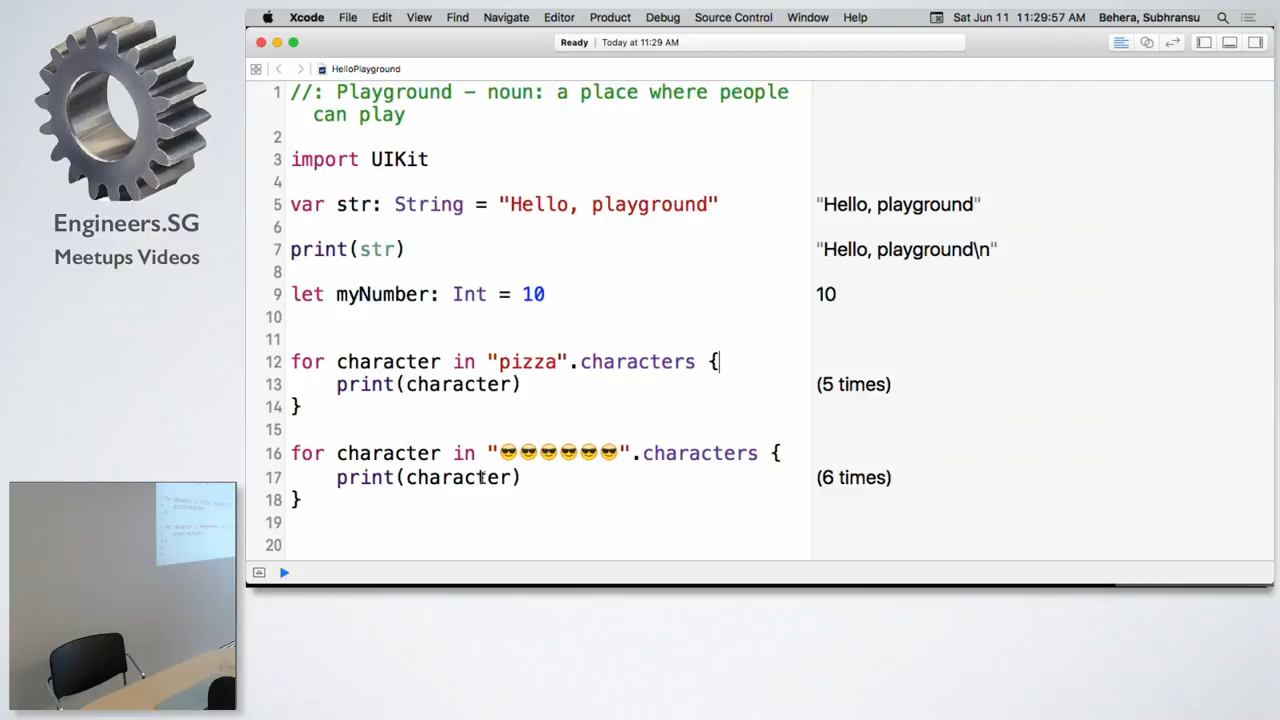 Xcode File Edit View Find Navigate Editor Product Debug Source Control Window Help Sat Jun 11 11:29:57 AM Behera, Subhransu
Ready | Today at 11:29 AM
HelloPlayground
Engineers.SG
Meetups Videos
1 //: Playground - noun: a place where people
can play
2
3 import UIKit
4
5 var str: String = "Hello, playground" "Hello, playground"
6
7 print(str) "Hello, playground\n"
8
9 let myNumber: Int = 10 10
10
11
12 for character in "pizza".characters {
13 print(character) (5 times)
14 }
15
16 for character in "😎😎😎😎😎😎".characters {
17 print(character) (6 times)
18 }
19
20